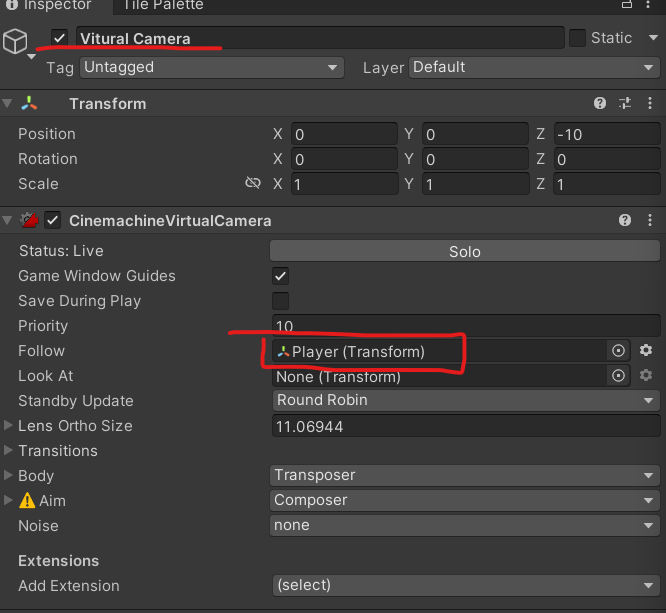 Inspector Tile Palette
Vitural Camera Static
Tag Untagged Layer Default
Transform
Position X 0 Y 0 Z -10
Rotation X 0 Y 0 Z 0
Scale X 1 Y 1 Z 1
CinemachineVirtualCamera
Status: Live Solo
Game Window Guides
Save During Play
Priority 10
Follow Player (Transform)
Look At None (Transform)
Standby Update Round Robin
Lens Ortho Size 11.06944
Transitions
Body Transposer
Aim Composer
Noise none
Extensions
Add Extension (select)